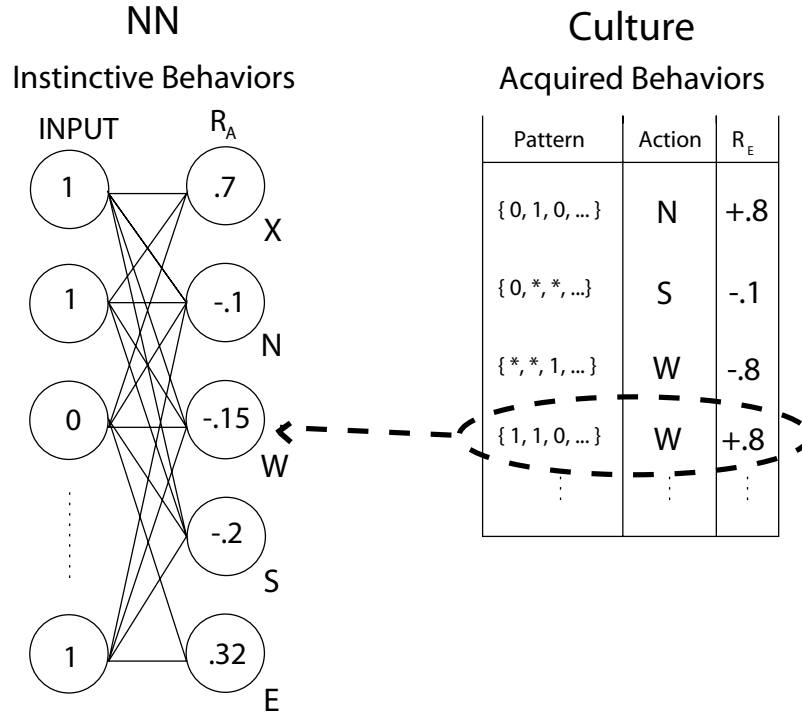 NN
Instinctive Behaviors
INPUT
R_A
1
.7
X
1
-.1
N
0
-.15
W
-.2
S
1
.32
E
Culture
Acquired Behaviors
Pattern Action R_E
{ 0, 1, 0, ... } N +.8
{ 0, *, *, ...} S -.1
{ *, *, 1, ... } W -.8
{ 1, 1, 0, ... } W +.8